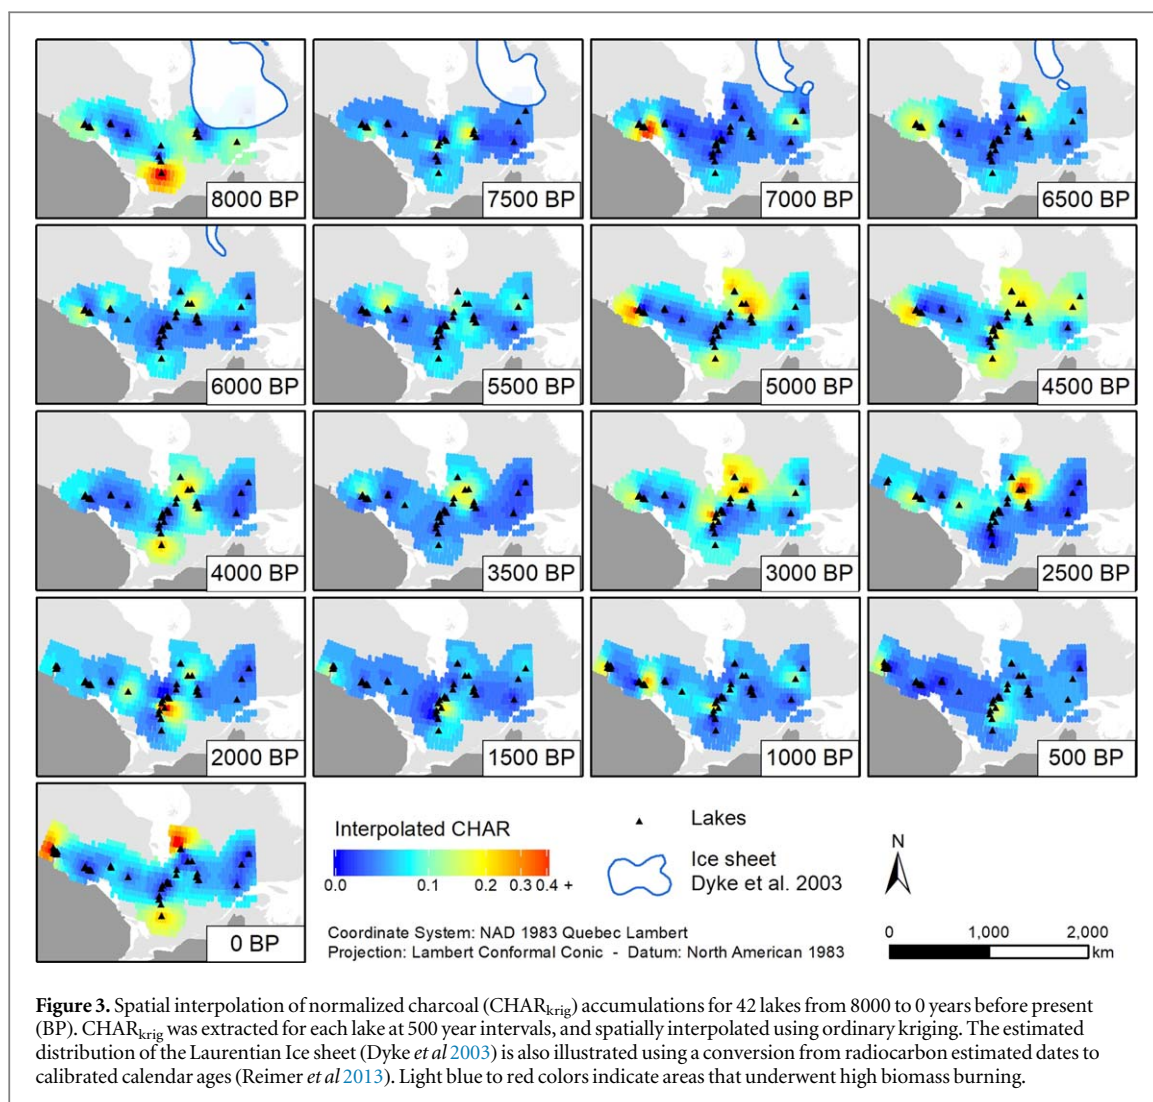 8000 BP
7500 BP
7000 BP
6500 BP
6000 BP
5500 BP
5000 BP
4500 BP
4000 BP
3500 BP
3000 BP
2500 BP
2000 BP
1500 BP
1000 BP
500 BP
0 BP
Interpolated CHAR
0.0 0.1 0.2 0.3 0.4 +
Lakes
Ice sheet
Dyke et al. 2003
N
0 1,000 2,000
km
Coordinate System: NAD 1983 Quebec Lambert
Projection: Lambert Conformal Conic - Datum: North American 1983
Figure 3. Spatial interpolation of normalized charcoal (CHARkrig) accumulations for 42 lakes from 8000 to 0 years before present
(BP). CHARkrig was extracted for each lake at 500 year intervals, and spatially interpolated using ordinary kriging. The estimated
distribution of the Laurentian Ice sheet (Dyke et al 2003) is also illustrated using a conversion from radiocarbon estimated dates to
calibrated calendar ages (Reimer et al 2013). Light blue to red colors indicate areas that underwent high biomass burning.